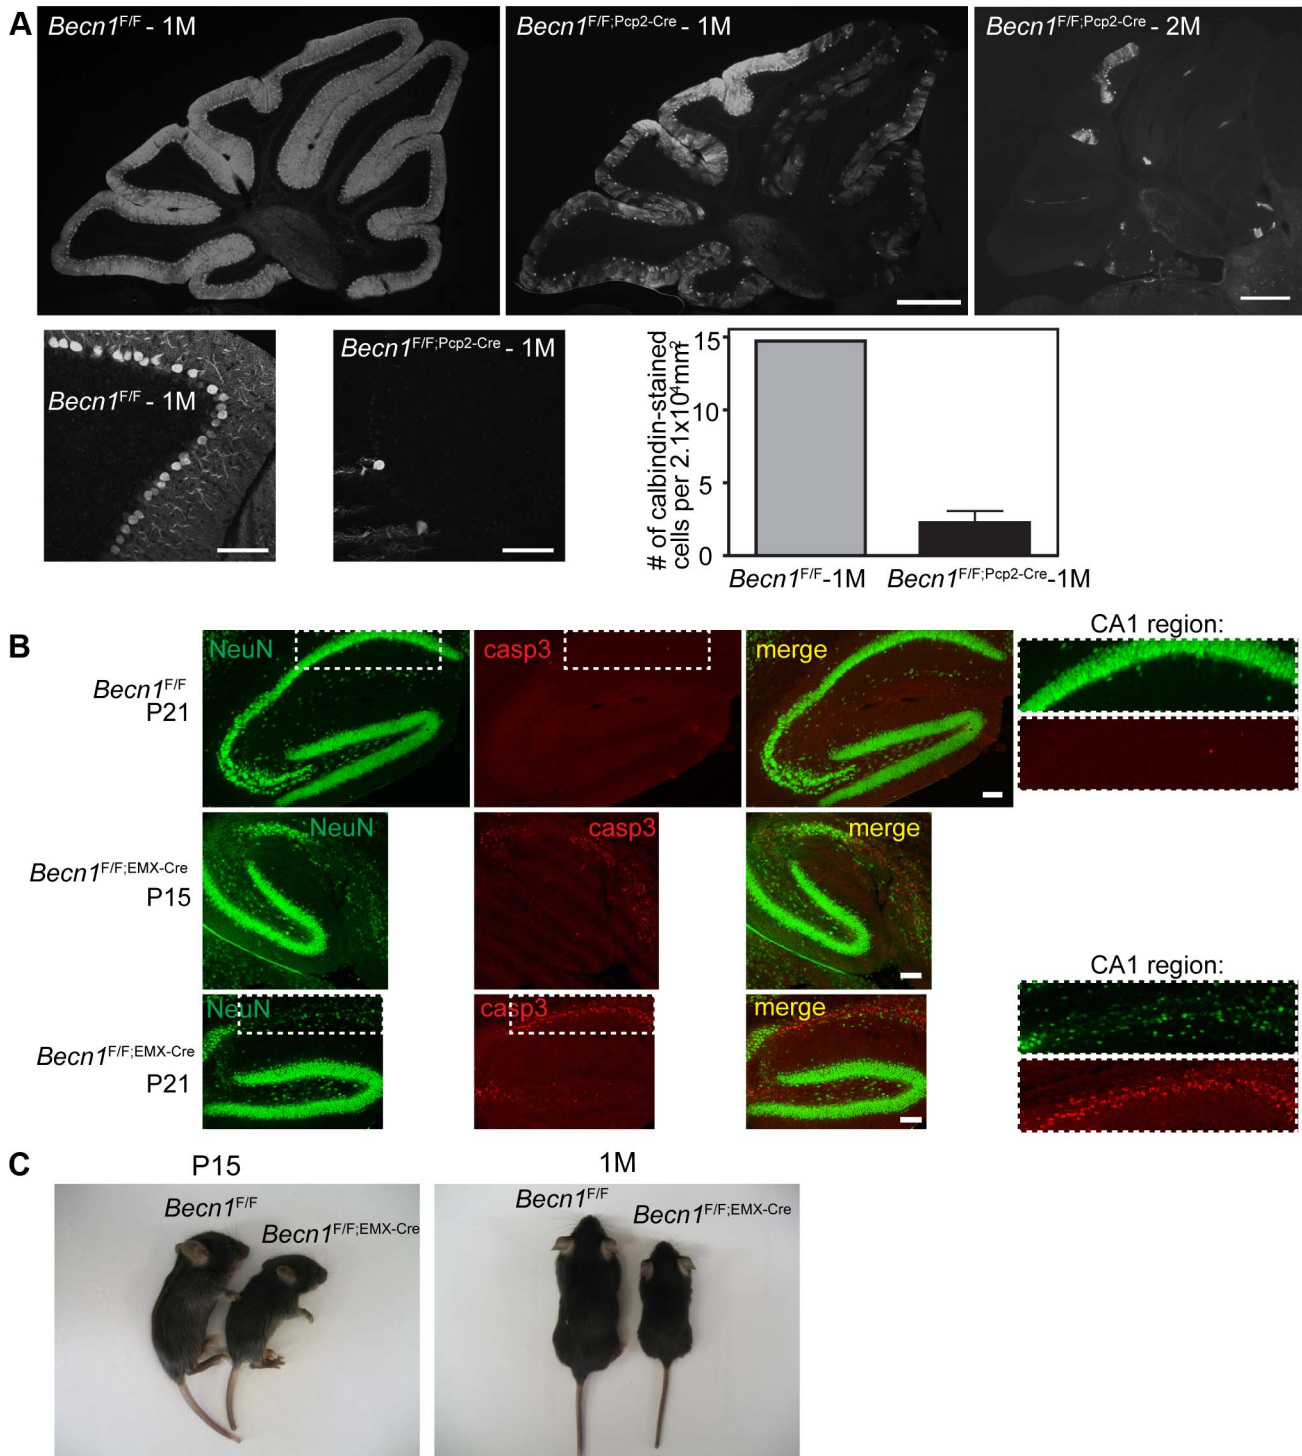 A
Becn1F/F - 1M
Becn1F/F;Pcp2-Cre - 1M
Becn1F/F;Pcp2-Cre - 2M
Becn1F/F - 1M
Becn1F/F;Pcp2-Cre - 1M
# of calbindin-stained
cells per 2.1x10⁴mm²
15
10
5
0
Becn1F/F-1M
Becn1F/F;Pcp2-Cre-1M
B
NeuN
casp3
merge
CA1 region:
Becn1F/F
P21
NeuN
casp3
merge
Becn1F/F;EMX-Cre
P15
CA1 region:
NeuN
casp3
merge
Becn1F/F;EMX-Cre
P21
C
P15
1M
Becn1F/F
Becn1F/F;EMX-Cre
Becn1F/F
Becn1F/F;EMX-Cre